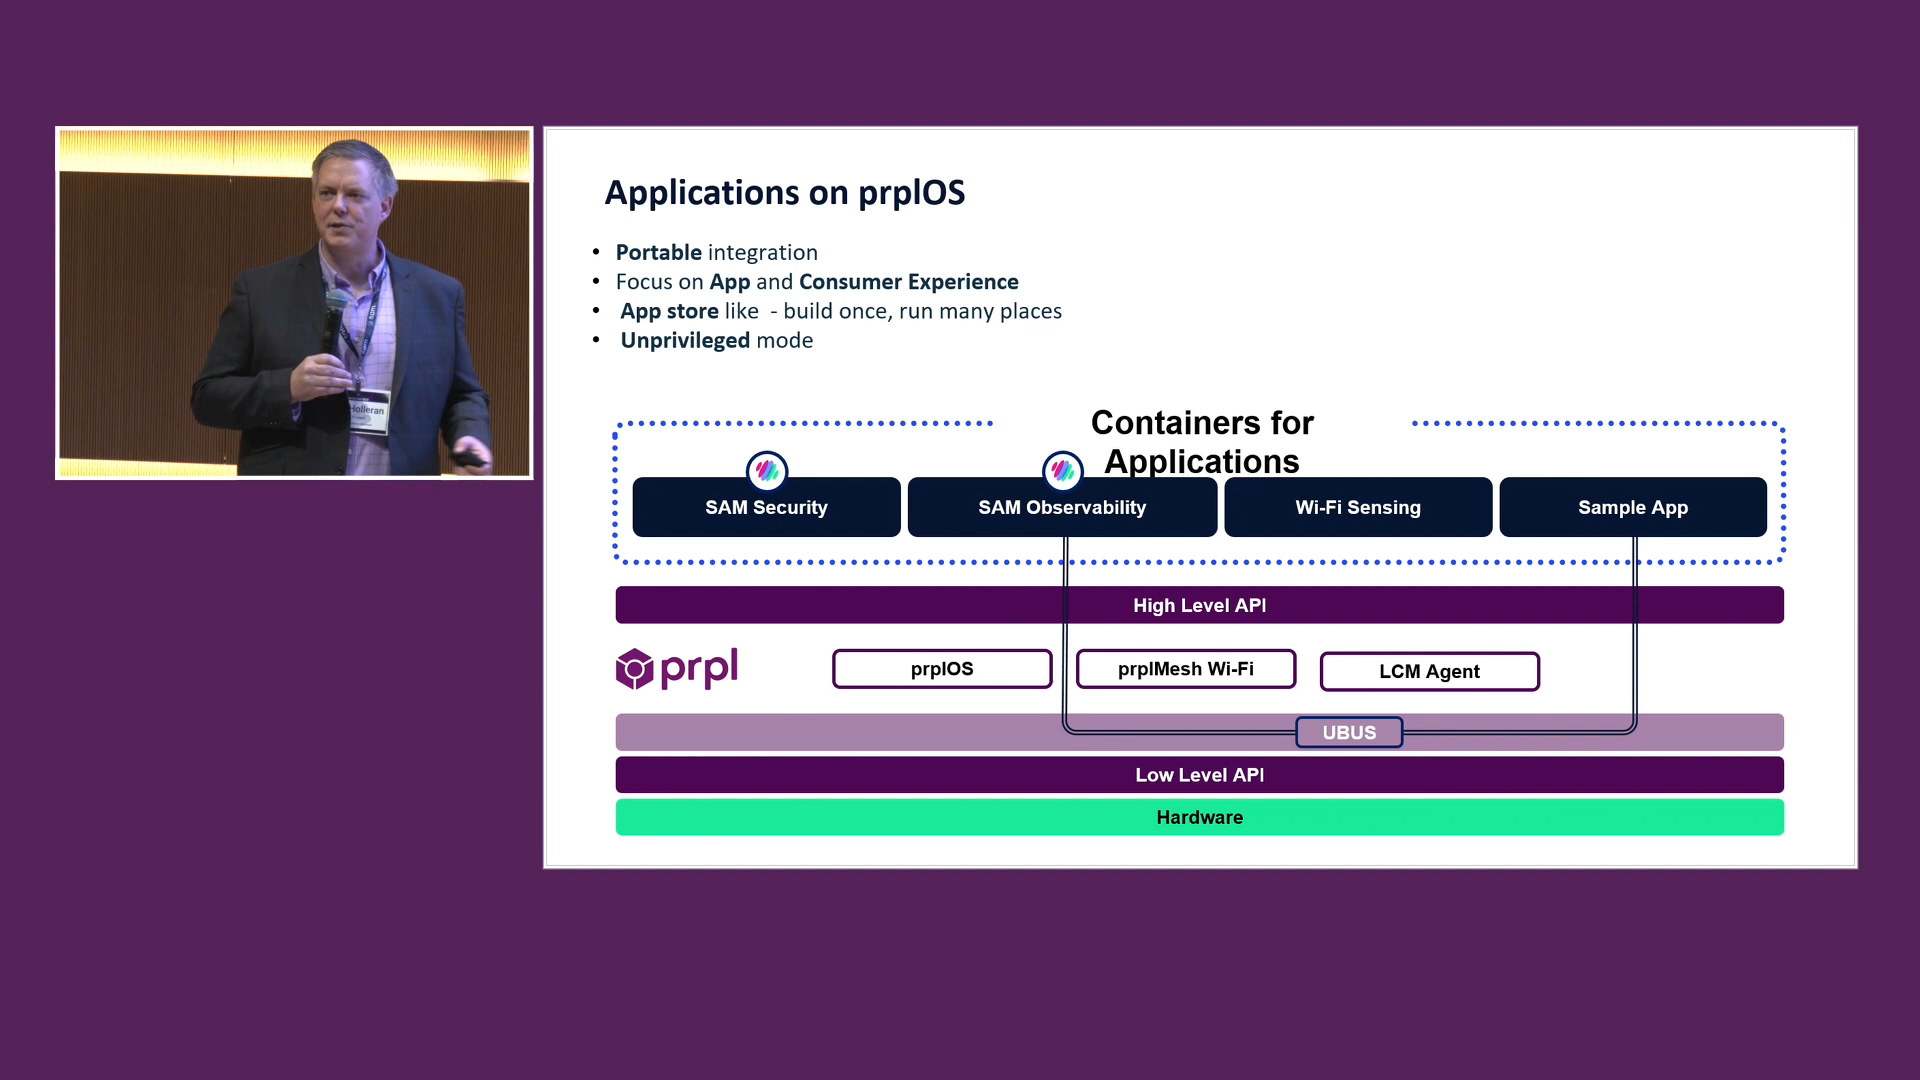 Holleran
Applications on prplOS
• Portable integration
• Focus on App and Consumer Experience
• App store like - build once, run many places
• Unprivileged mode
Containers for
Applications
SAM Security
SAM Observability
Wi-Fi Sensing
Sample App
High Level API
prpl
prplOS
prplMesh Wi-Fi
LCM Agent
UBUS
Low Level API
Hardware